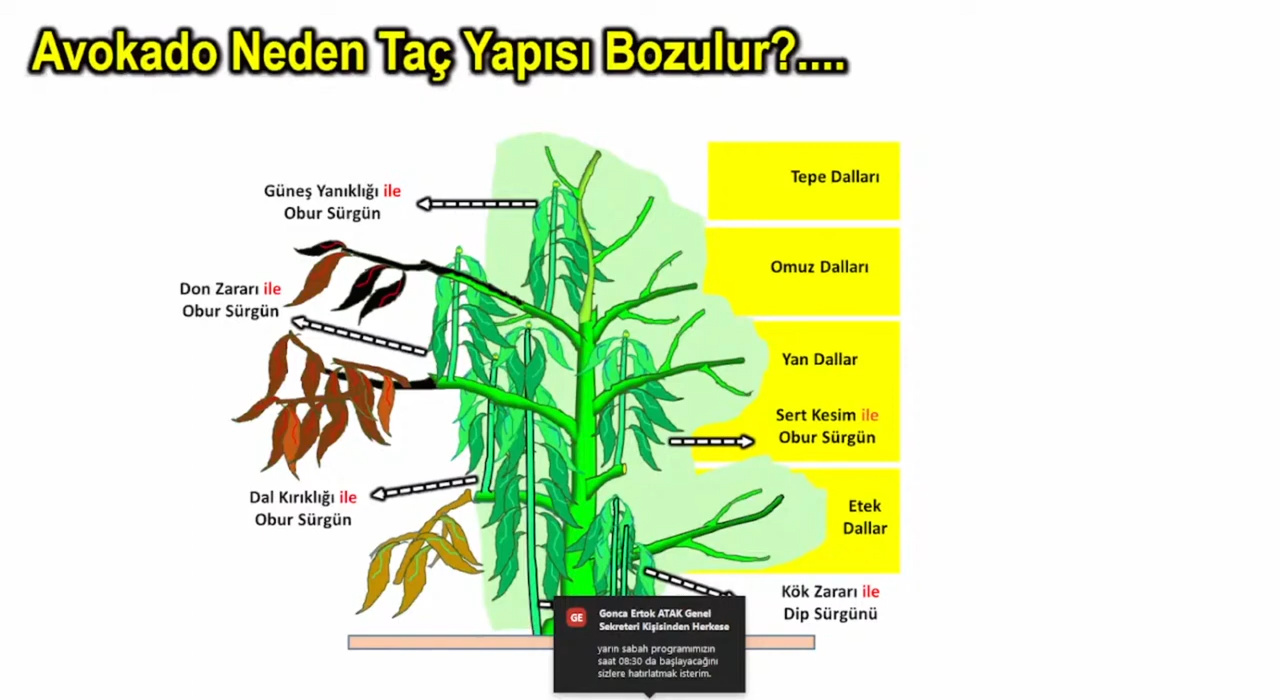 Avokado Neden Taç Yapısı Bozulur?....
Tepe Dalları
Güneş Yanıklığı ile
Obur Sürgün
Omuz Dalları
Don Zararı ile
Obur Sürgün
Yan Dallar
Sert Kesim ile
Obur Sürgün
Dal Kırıklığı ile
Obur Sürgün
Etek
Dallar
Kök Zararı ile
Dip Sürgünü
GE
Gonca Ertok ATAK Genel
Sekreteri Kişisinden Herkese
yarın sabah programımızın
saat 08:30 da başlayacağını
sizlere hatırlatmak isterim.